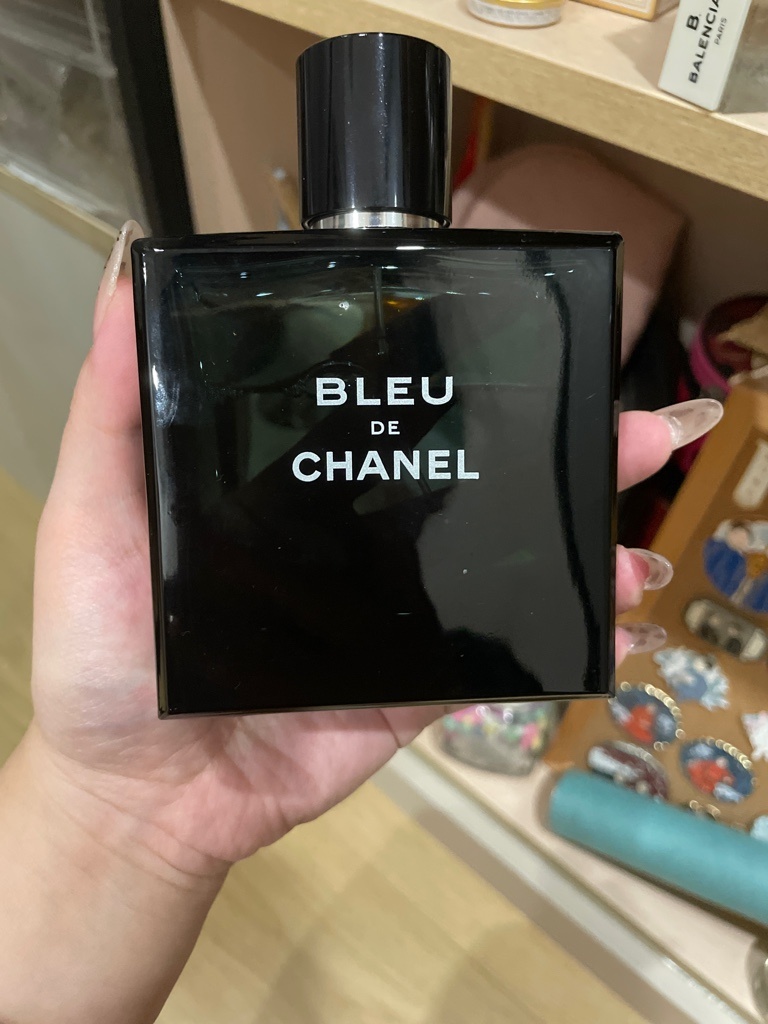 BLEU
DE
CHANEL
B.
BALENCIA
PARIS